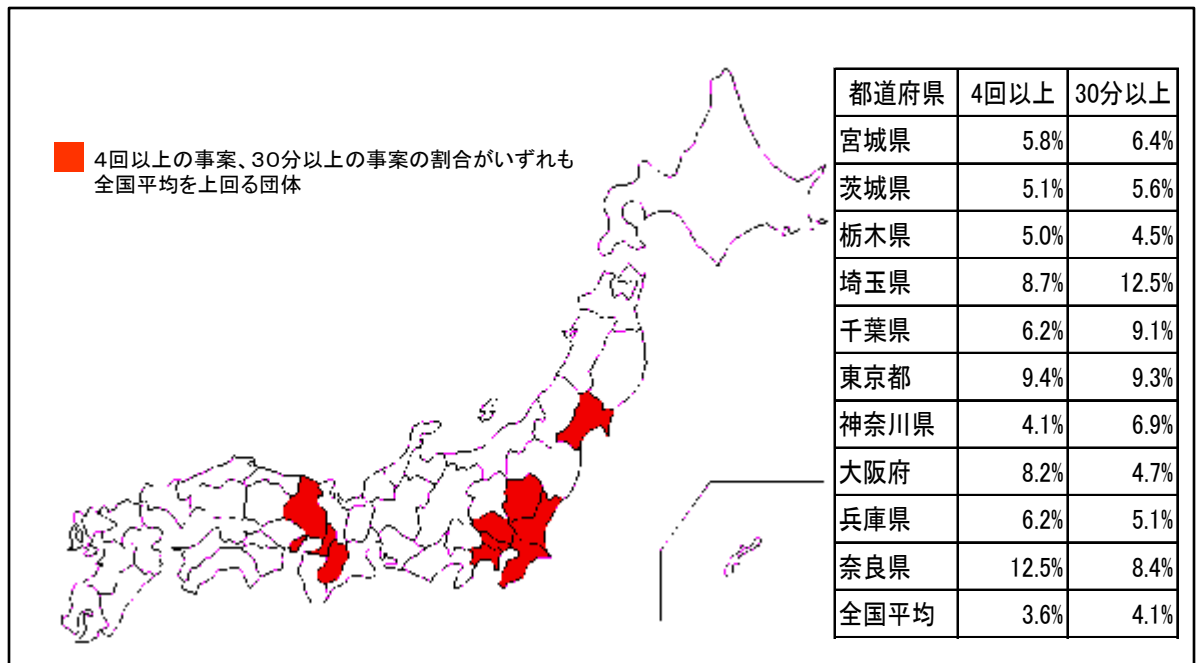 4回以上の事案、30分以上の事案の割合がいずれも
全国平均を上回る団体
都道府県 4回以上 30分以上
宮城県 5.8% 6.4%
茨城県 5.1% 5.6%
栃木県 5.0% 4.5%
埼玉県 8.7% 12.5%
千葉県 6.2% 9.1%
東京都 9.4% 9.3%
神奈川県 4.1% 6.9%
大阪府 8.2% 4.7%
兵庫県 6.2% 5.1%
奈良県 12.5% 8.4%
全国平均 3.6% 4.1%